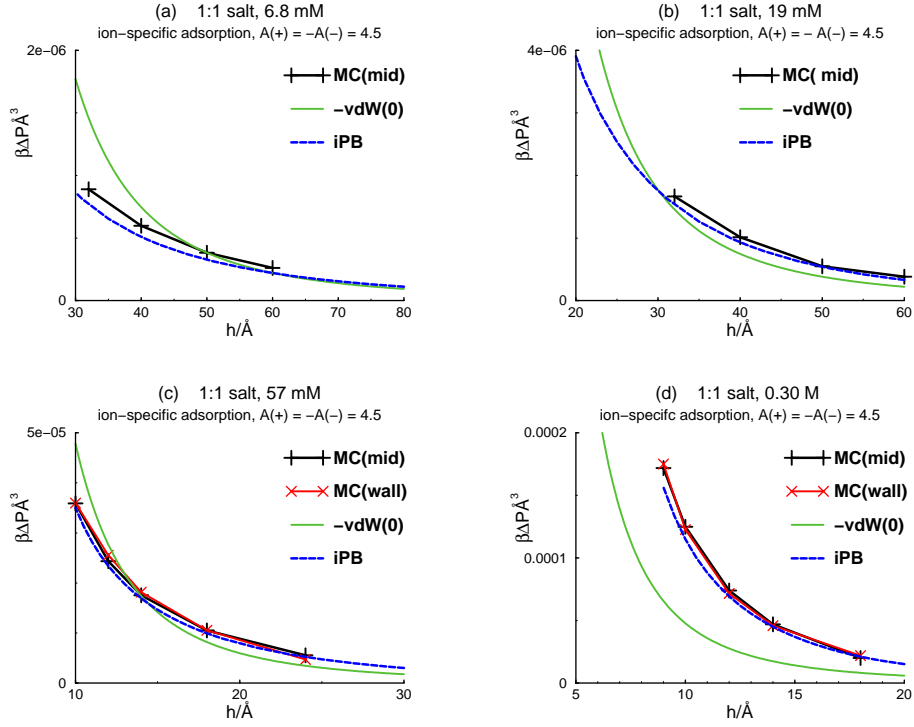 (a) 1:1 salt, 6.8 mM
ion-specific adsorption, A(+) = -A(-) = 4.5
2e-06
MC(mid)
-vdW(0)
iPB
βΔPÅ³
0
30 40 50 60 70 80
h/Å
(b) 1:1 salt, 19 mM
ion-specific adsorption, A(+) = - A(-) = 4.5
4e-06
MC( mid)
-vdW(0)
iPB
βΔPÅ³
0
20 30 40 50 60
h/Å
(c) 1:1 salt, 57 mM
ion-specific adsorption, A(+) = -A(-) = 4.5
5e-05
MC(mid)
MC(wall)
-vdW(0)
iPB
βΔPÅ³
0
10 20 30
h/Å
(d) 1:1 salt, 0.30 M
ion-specifc adsorption, A(+) = -A(-) = 4.5
0.0002
MC(mid)
MC(wall)
-vdW(0)
iPB
βΔPÅ³
0.0001
0
5 10 15 20
h/Å